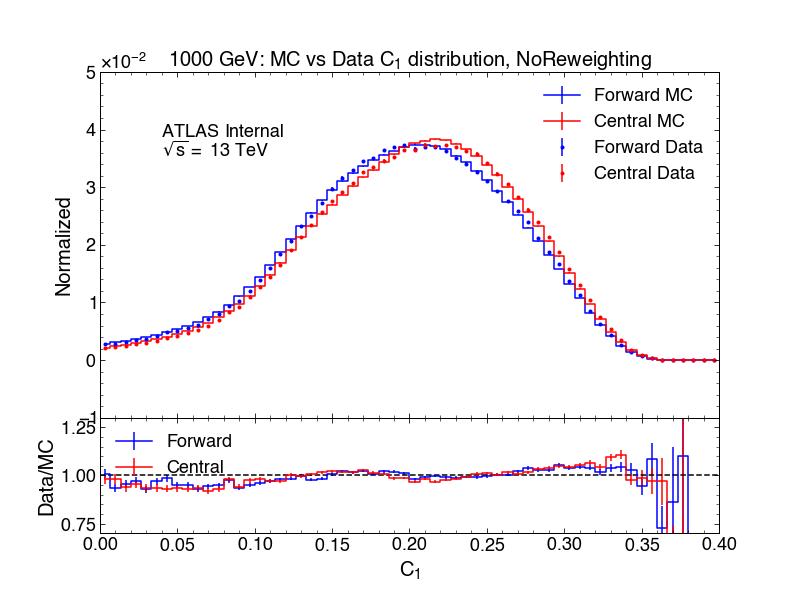 ×10⁻² 1000 GeV: MC vs Data C₁ distribution, NoReweighting
5
4
3
2
1
0
−1
Normalized
ATLAS Internal
√s = 13 TeV
Forward MC
Central MC
Forward Data
Central Data
1.25
1.00
0.75
Data/MC
Forward
Central
0.00 0.05 0.10 0.15 0.20 0.25 0.30 0.35 0.40
C₁